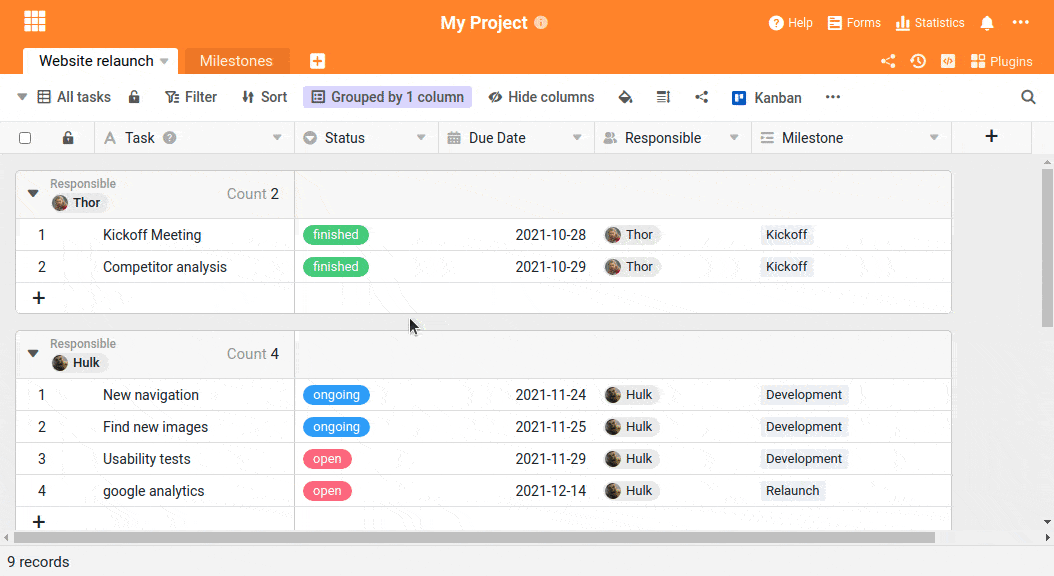 My Project
Help Forms Statistics
Website relaunch Milestones
Plugins
All tasks Filter Sort Grouped by 1 column Hide columns Kanban
Task Status Due Date Responsible Milestone
Responsible
Thor Count 2
1 Kickoff Meeting finished 2021-10-28 Thor Kickoff
2 Competitor analysis finished 2021-10-29 Thor Kickoff
Responsible
Hulk Count 4
1 New navigation ongoing 2021-11-24 Hulk Development
2 Find new images ongoing 2021-11-25 Hulk Development
3 Usability tests open 2021-11-29 Hulk Development
4 google analytics open 2021-12-14 Hulk Relaunch
9 records